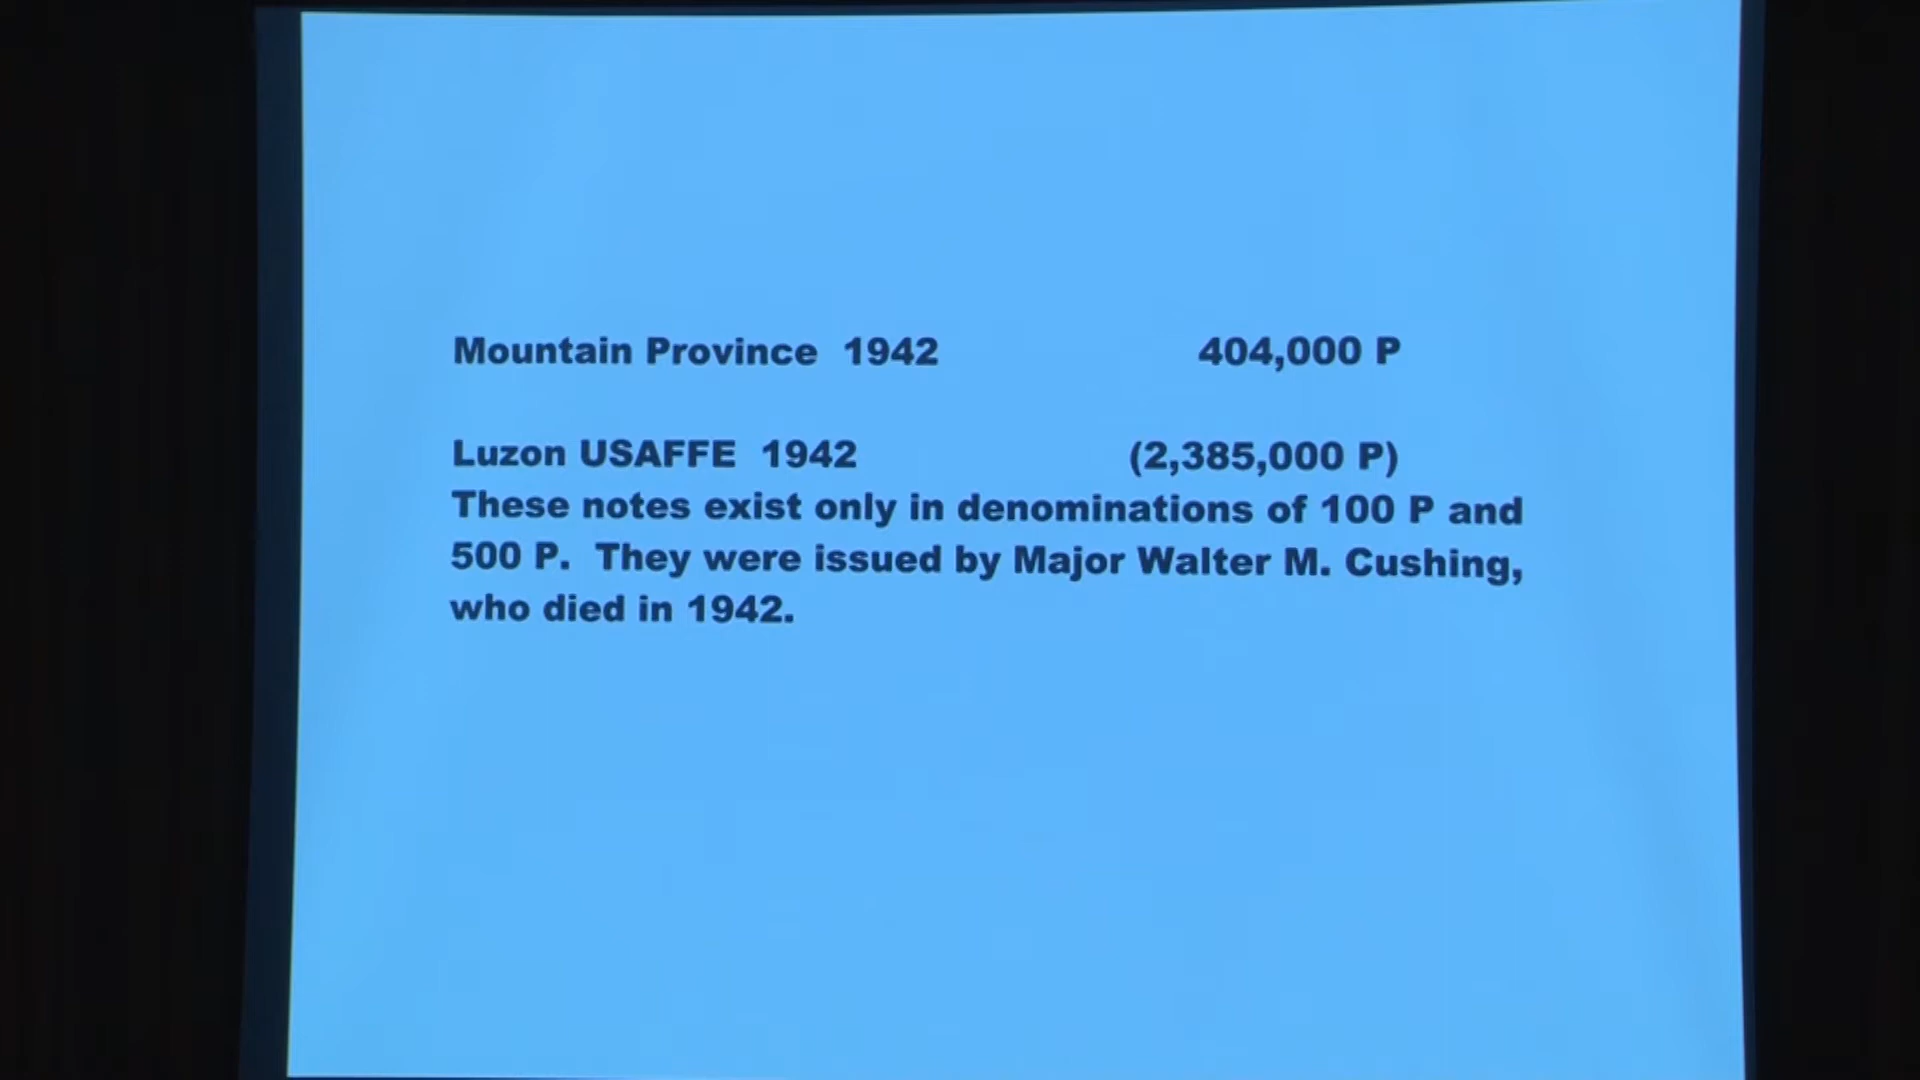 Mountain Province 1942 404,000 P
Luzon USAFFE 1942 (2,385,000 P)
These notes exist only in denominations of 100 P and
500 P. They were issued by Major Walter M. Cushing,
who died in 1942.